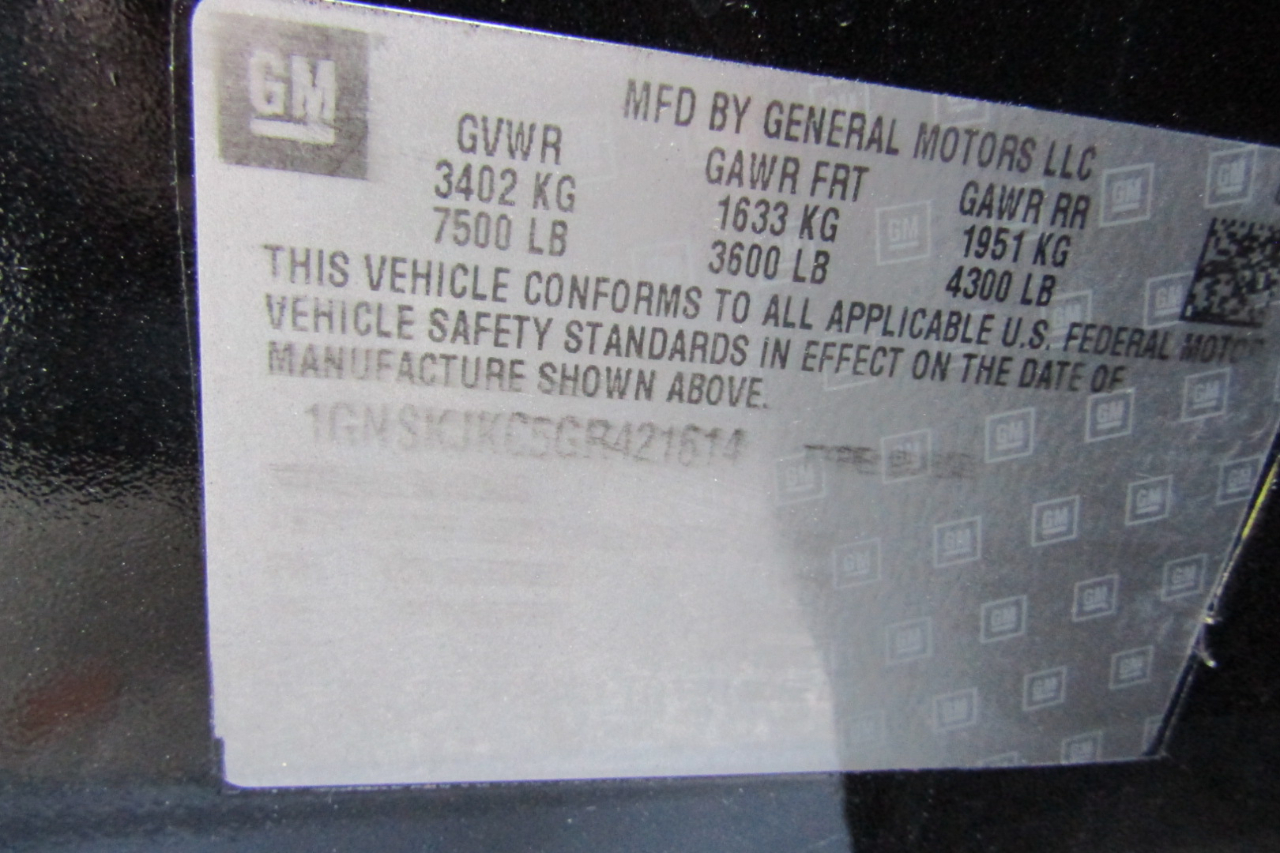 GM
MFD BY GENERAL MOTORS LLC
GVWR GAWR FRT GAWR RR
3402 KG 1633 KG 1951 KG
7500 LB 3600 LB 4300 LB
THIS VEHICLE CONFORMS TO ALL APPLICABLE U.S. FEDERAL MOTOR
VEHICLE SAFETY STANDARDS IN EFFECT ON THE DATE OF
MANUFACTURE SHOWN ABOVE.
1GNSKJKC5GR421614 TYPE